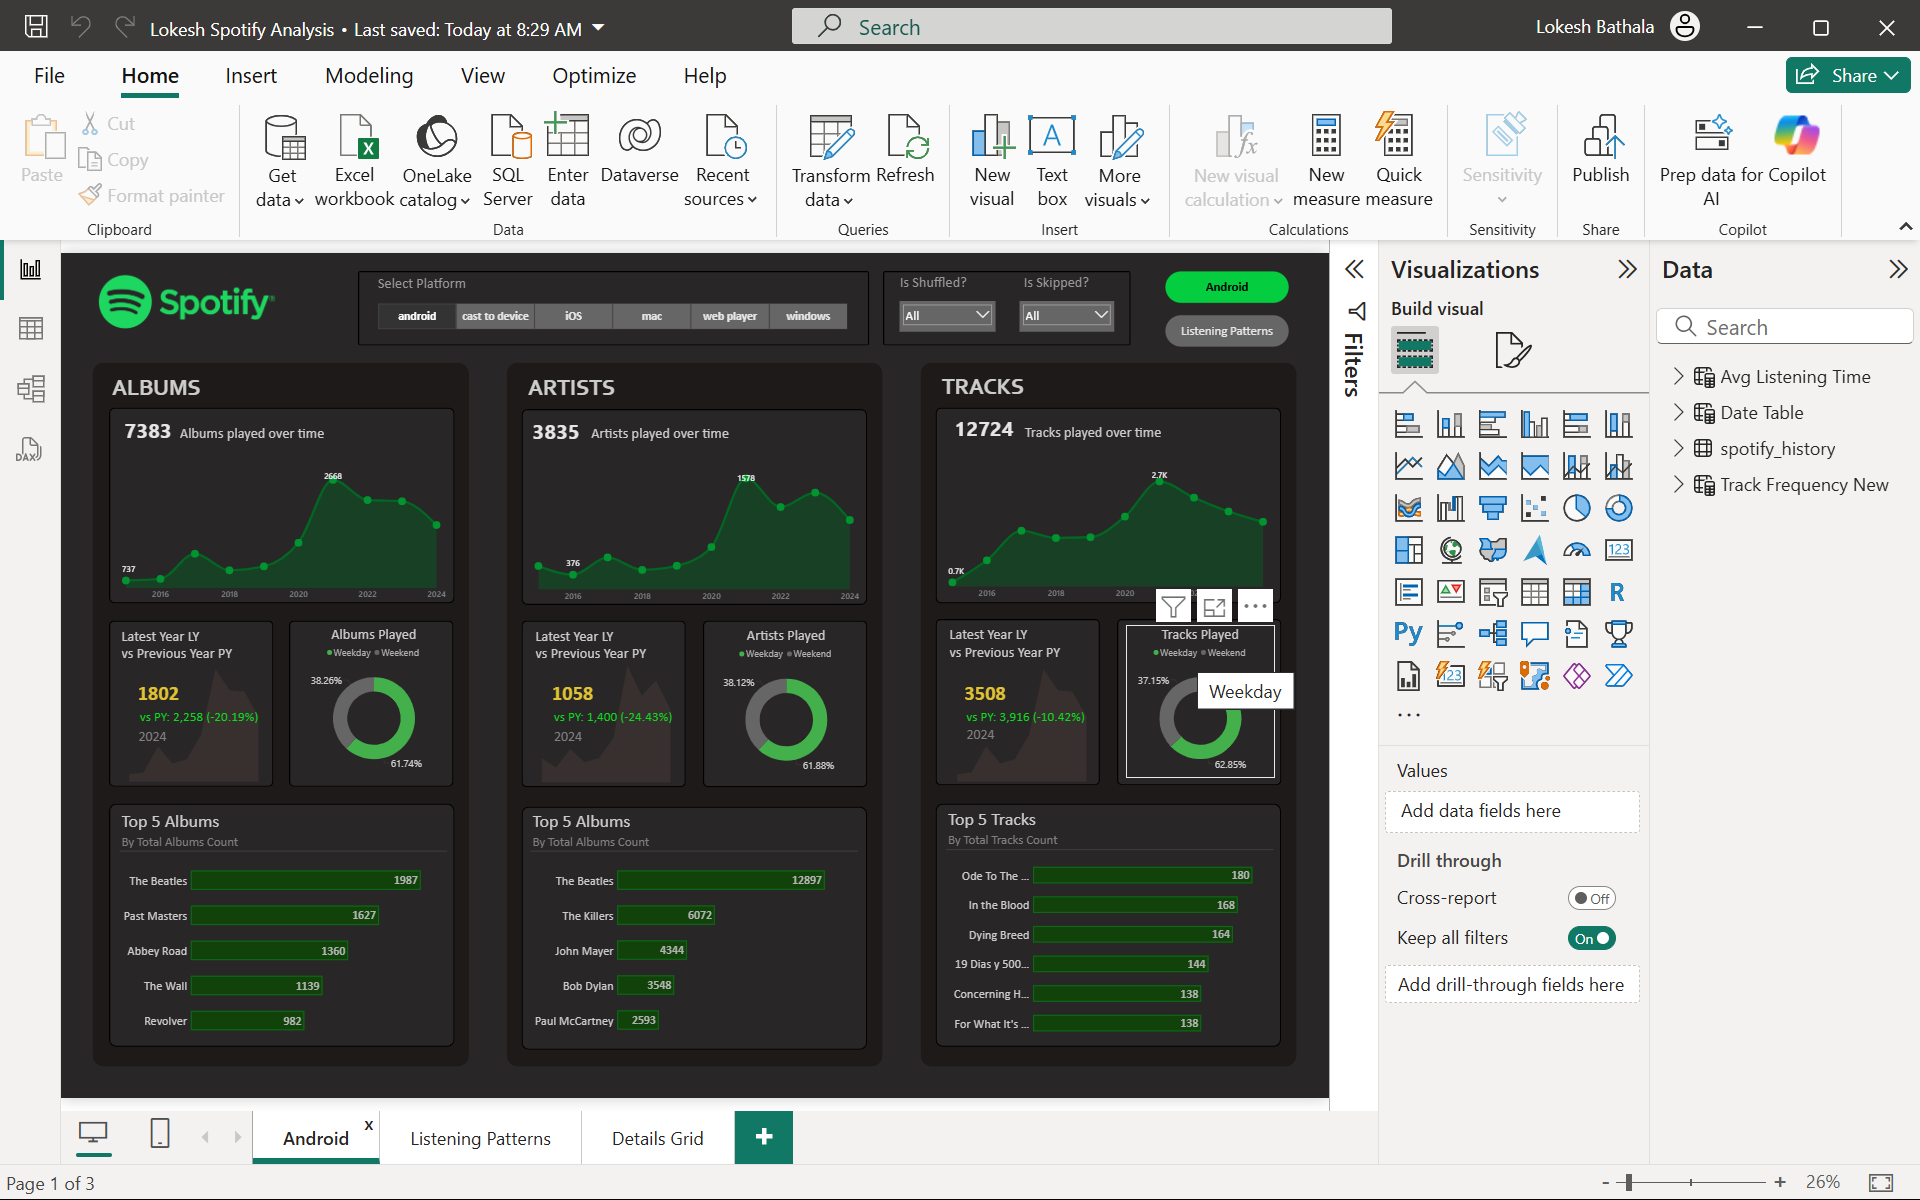 Lokesh Spotify Analysis • Last saved: Today at 8:29 AM
Search
Lokesh Bathala
File Home Insert Modeling View Optimize Help
Share
Paste
Cut
Copy
Format painter
Clipboard
Get data
Excel workbook
OneLake catalog
SQL Server
Enter data
Dataverse
Recent sources
Data
Transform data
Refresh
Queries
New visual
Text box
More visuals
Insert
New visual calculation
New measure
Quick measure
Calculations
Sensitivity
Sensitivity
Publish
Share
Prep data for AI
Copilot
Copilot
Spotify
Select Platform
android cast to device iOS mac web player windows
Is Shuffled?
All
Is Skipped?
All
Android
Listening Patterns
ALBUMS
7383 Albums played over time
2668
737
2016 2018 2020 2022 2024
Latest Year LY
vs Previous Year PY
1802
vs PY: 2,258 (-20.19%)
2024
Albums Played
Weekday Weekend
38.26%
61.74%
Top 5 Albums
By Total Albums Count
The Beatles 1987
Past Masters 1627
Abbey Road 1360
The Wall 1139
Revolver 982
ARTISTS
3835 Artists played over time
1578
376
2016 2018 2020 2022 2024
Latest Year LY
vs Previous Year PY
1058
vs PY: 1,400 (-24.43%)
2024
Artists Played
Weekday Weekend
38.12%
61.88%
Top 5 Albums
By Total Albums Count
The Beatles 12897
The Killers 6072
John Mayer 4344
Bob Dylan 3548
Paul McCartney 2593
TRACKS
12724 Tracks played over time
2.7K
0.7K
2016 2018 2020
Latest Year LY
vs Previous Year PY
3508
vs PY: 3,916 (-10.42%)
2024
Tracks Played
Weekday Weekend
37.15%
Weekday
62.85%
Top 5 Tracks
By Total Tracks Count
Ode To The ... 180
In the Blood 168
Dying Breed 164
19 Dias y 500... 144
Concerning H... 138
For What It's ... 138
Filters
Visualizations
Build visual
123
R
Py
123
...
Values
Add data fields here
Drill through
Cross-report Off
Keep all filters On
Add drill-through fields here
Data
Search
Avg Listening Time
Date Table
spotify_history
Track Frequency New
DAX
Android x
Listening Patterns
Details Grid
+
Page 1 of 3
- + 26%